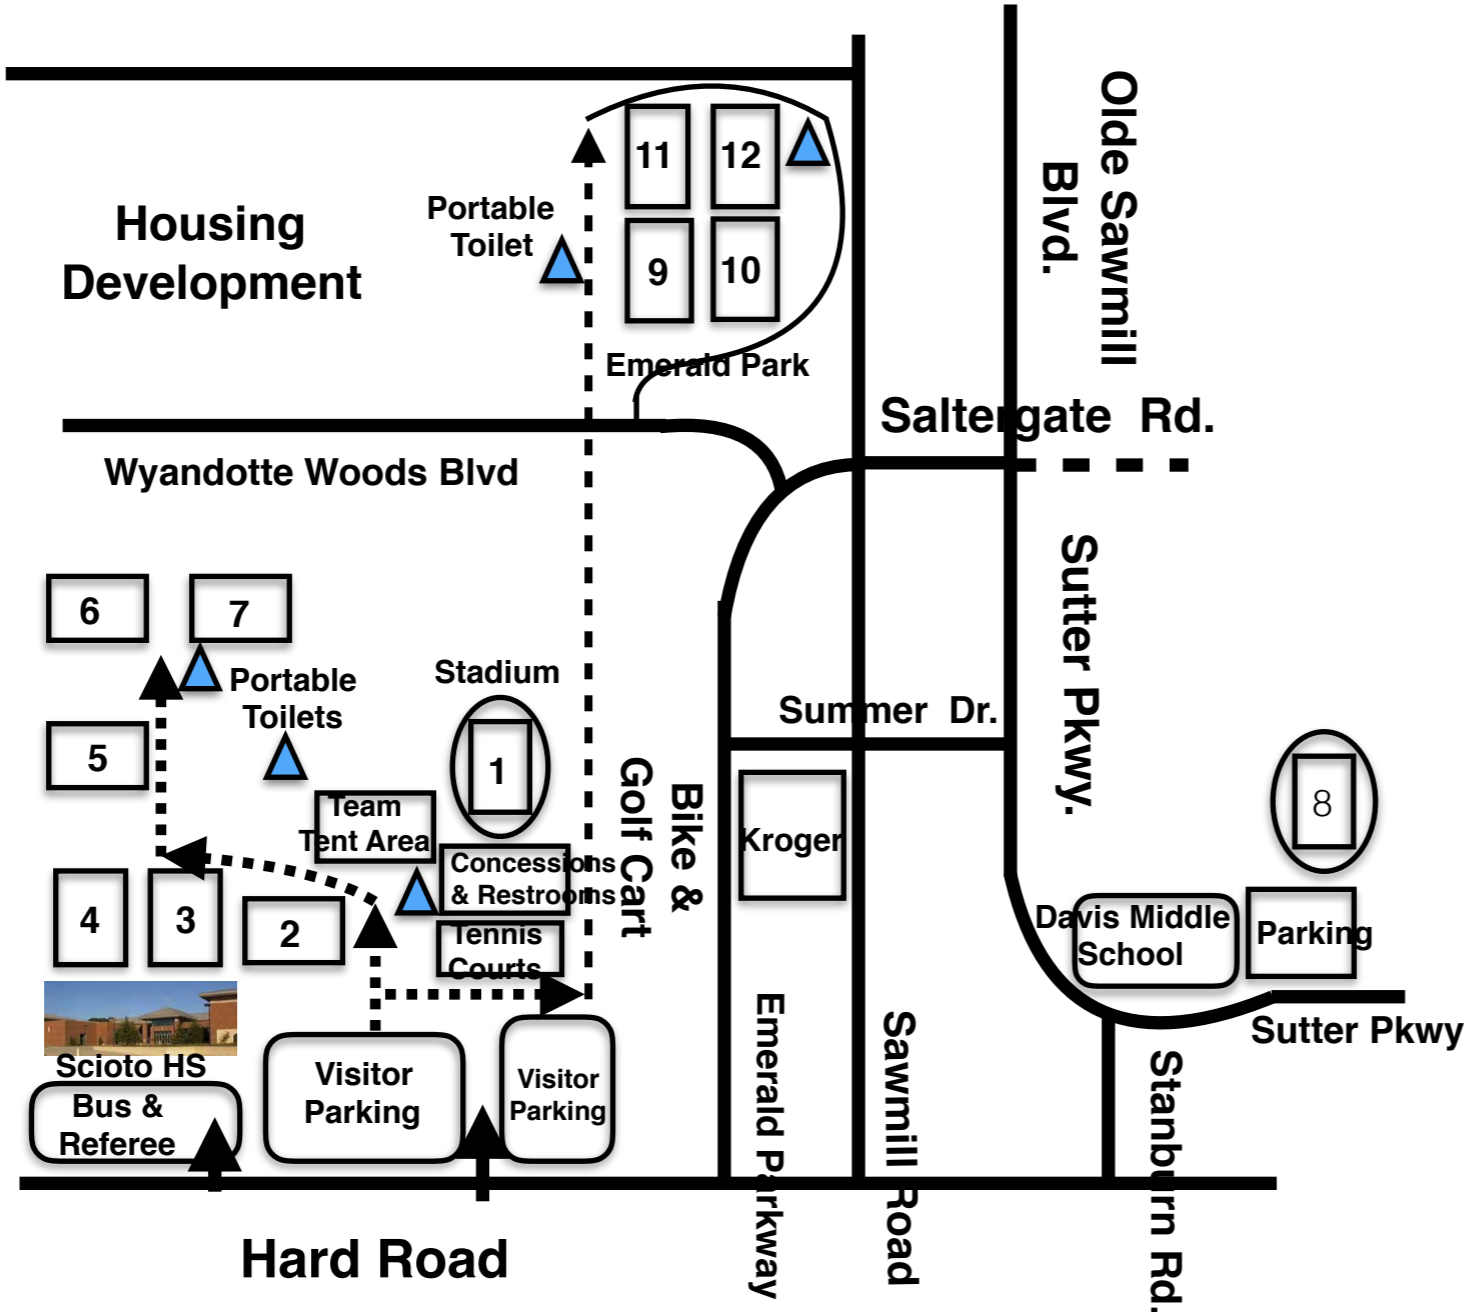 Olde Sawmill
Blvd.
11
12
Portable
Toilet
9
10
Housing
Development
Emerald Park
Saltergate Rd.
Wyandotte Woods Blvd
Sutter Pkwy.
6
7
Portable
Toilets
Stadium
1
5
Summer Dr.
Bike &
Golf Cart
Team
Tent Area
Kroger
8
Concessions
& Restrooms
4
3
2
Tennis
Courts
Davis Middle
School
Parking
Sutter Pkwy
Scioto HS
Bus &
Referee
Visitor
Parking
Visitor
Parking
Emerald Parkway
Sawmill Road
Stanburn Rd.
Hard Road